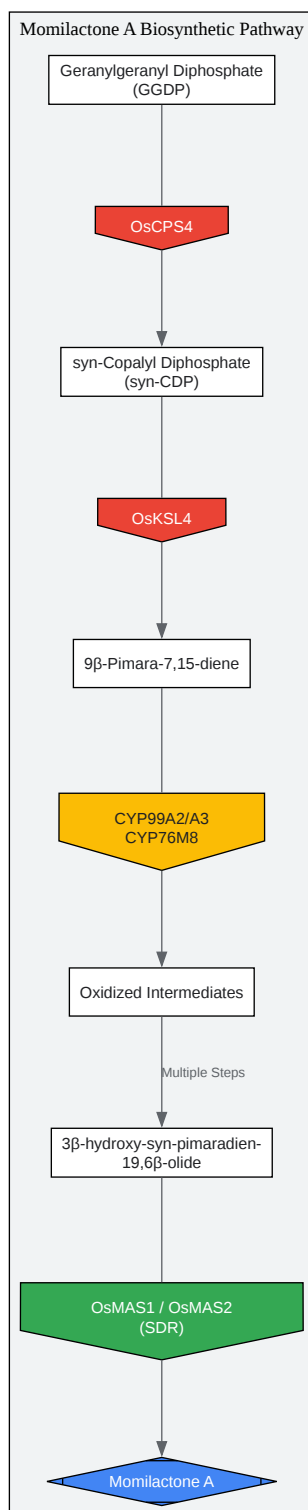 Momilactone A Biosynthetic Pathway
Geranylgeranyl Diphosphate
(GGDP)
OsCPS4
syn-Copalyl Diphosphate
(syn-CDP)
OsKSL4
9β-Pimara-7,15-diene
CYP99A2/A3
CYP76M8
Oxidized Intermediates
Multiple Steps
3β-hydroxy-syn-pimaradien-
19,6β-olide
OsMAS1 / OsMAS2
(SDR)
Momilactone A